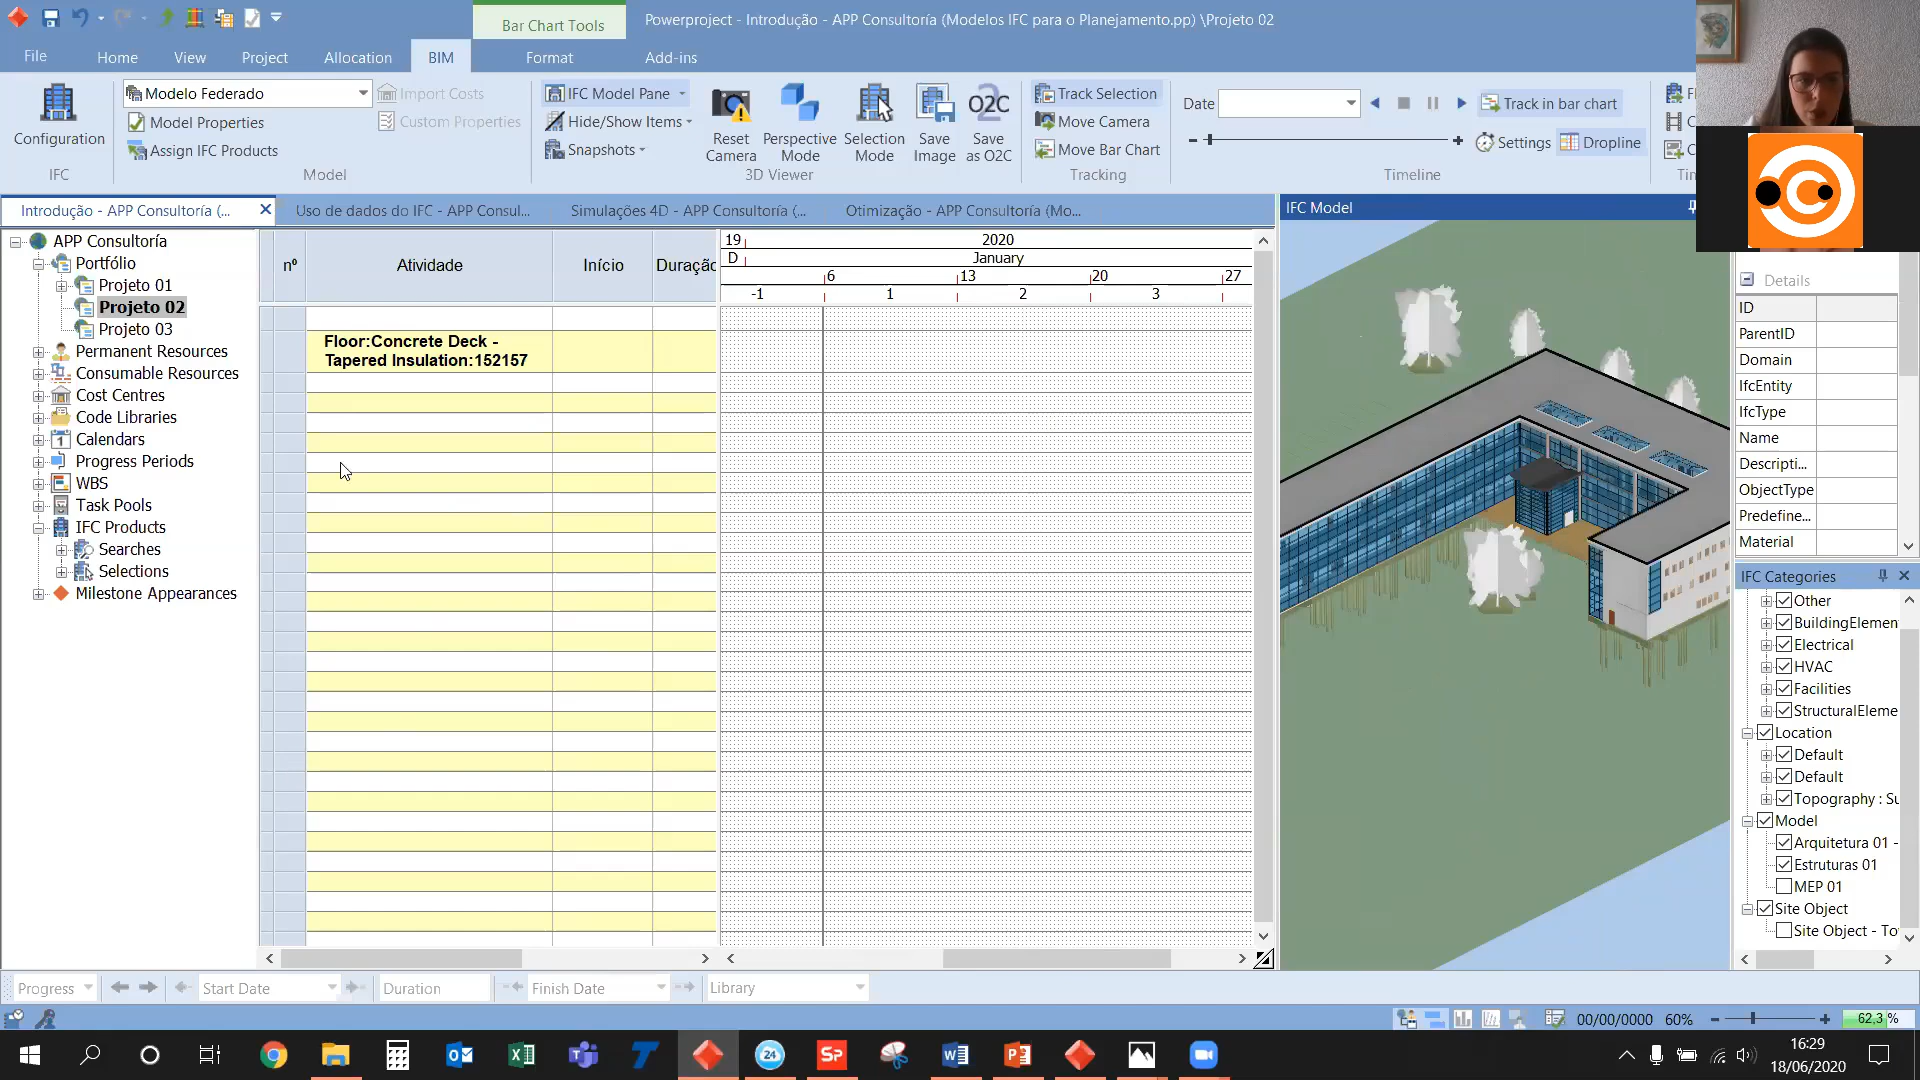 Bar Chart Tools
Powerproject - Introdução - APP Consultoría (Modelos IFC para o Planejamento.pp) \Projeto 02
File
Home
View
Project
Allocation
BIM
Format
Add-ins
Configuration
IFC
Modelo Federado
Import Costs
Model Properties
Custom Properties
Assign IFC Products
Model
IFC Model Pane
Hide/Show Items
Snapshots
Reset Camera
Perspective Mode
Selection Mode
Save Image
O2C
Save as O2C
3D Viewer
Track Selection
Move Camera
Move Bar Chart
Tracking
Date
Track in bar chart
Settings
Dropline
Timeline
Introdução - APP Consultoría (...
Uso de dados do IFC - APP Consul...
Simulações 4D - APP Consultoría (...
Otimização - APP Consultoría (Mo...
IFC Model
APP Consultoría
Portfólio
Projeto 01
Projeto 02
Projeto 03
Permanent Resources
Consumable Resources
Cost Centres
Code Libraries
Calendars
Progress Periods
WBS
Task Pools
IFC Products
Searches
Selections
Milestone Appearances
nº
Atividade
Início
Duração
19
2020
D
January
6 13 20 27
-1 1 2 3
Floor:Concrete Deck -
Tapered Insulation:152157
Details
ID
ParentID
Domain
IfcEntity
IfcType
Name
Descripti...
ObjectType
Predefine...
Material
IFC Categories
Other
BuildingElemen
Electrical
HVAC
Facilities
StructuralEleme
Location
Default
Default
Topography : Su
Model
Arquitetura 01 -
Estruturas 01
MEP 01
Site Object
Site Object - To
Progress
Start Date
Duration
Finish Date
Library
00/00/0000
60%
62,3 %
24
SP
16:29
18/06/2020